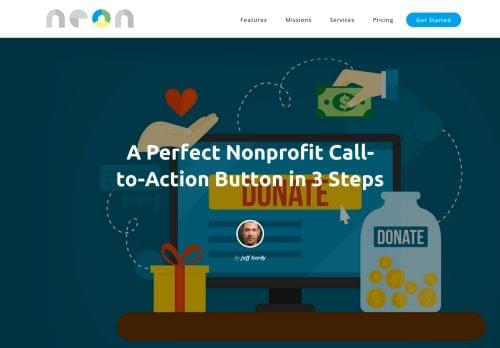 neon
Features Missions Services Pricing Get Started
A Perfect Nonprofit Call-
to-Action Button in 3 Steps
DONATE
DONATE
By Jeff Gordy